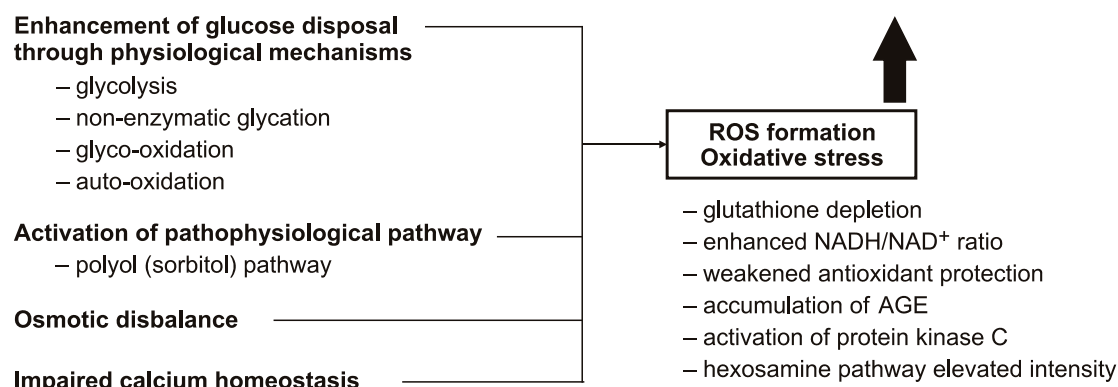 Enhancement of glucose disposal
through physiological mechanisms
– glycolysis
– non-enzymatic glycation
– glyco-oxidation
– auto-oxidation
Activation of pathophysiological pathway
– polyol (sorbitol) pathway
Osmotic disbalance
Impaired calcium homeostasis
ROS formation
Oxidative stress
– glutathione depletion
– enhanced NADH/NAD⁺ ratio
– weakened antioxidant protection
– accumulation of AGE
– activation of protein kinase C
– hexosamine pathway elevated intensity